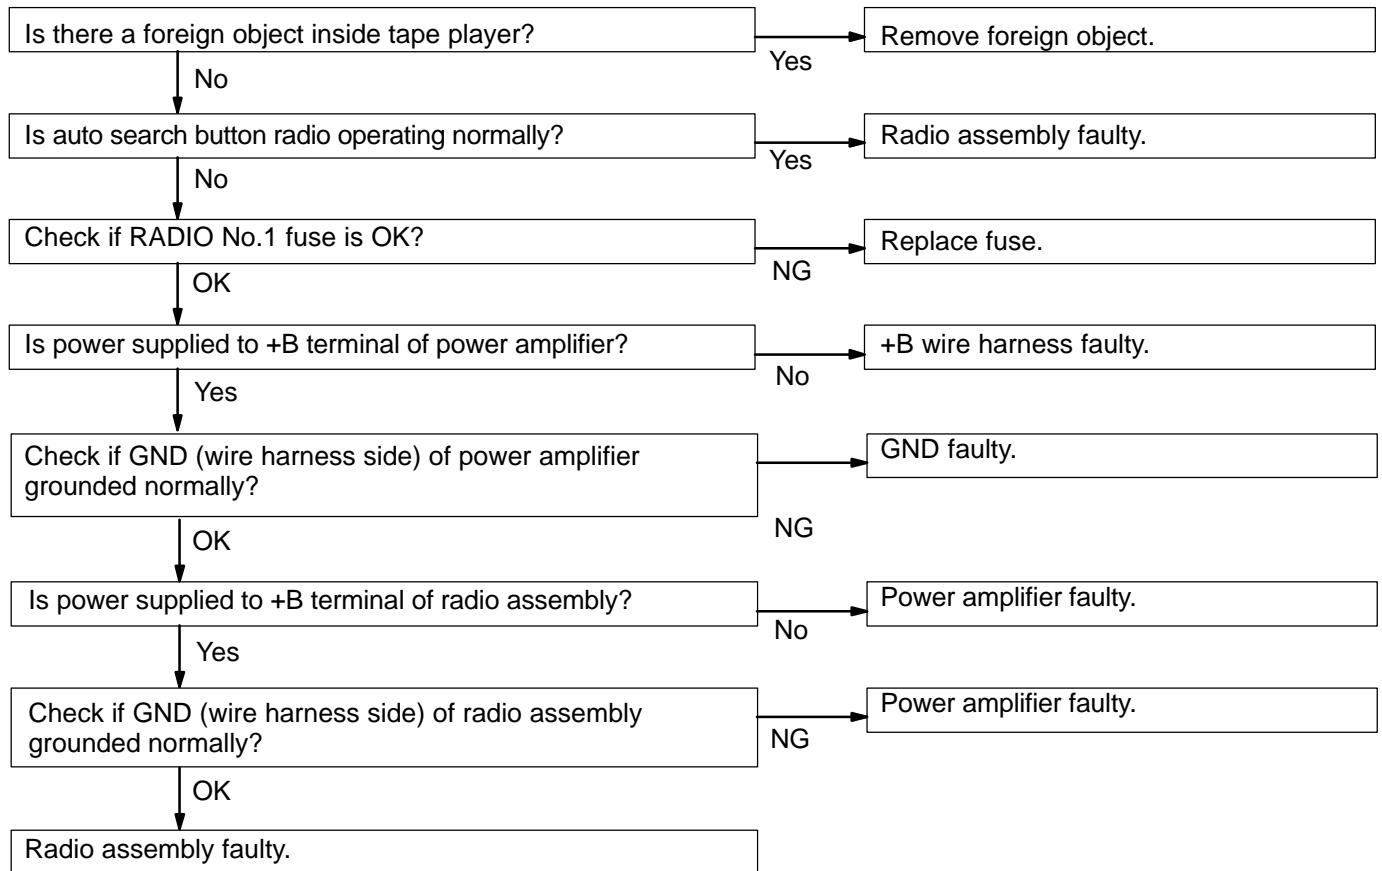 Is there a foreign object inside tape player?
Yes
Remove foreign object.
No
Is auto search button radio operating normally?
Yes
Radio assembly faulty.
No
Check if RADIO No.1 fuse is OK?
NG
Replace fuse.
OK
Is power supplied to +B terminal of power amplifier?
No
+B wire harness faulty.
Yes
Check if GND (wire harness side) of power amplifier
grounded normally?
NG
GND faulty.
OK
Is power supplied to +B terminal of radio assembly?
No
Power amplifier faulty.
Yes
Check if GND (wire harness side) of radio assembly
grounded normally?
NG
Power amplifier faulty.
OK
Radio assembly faulty.